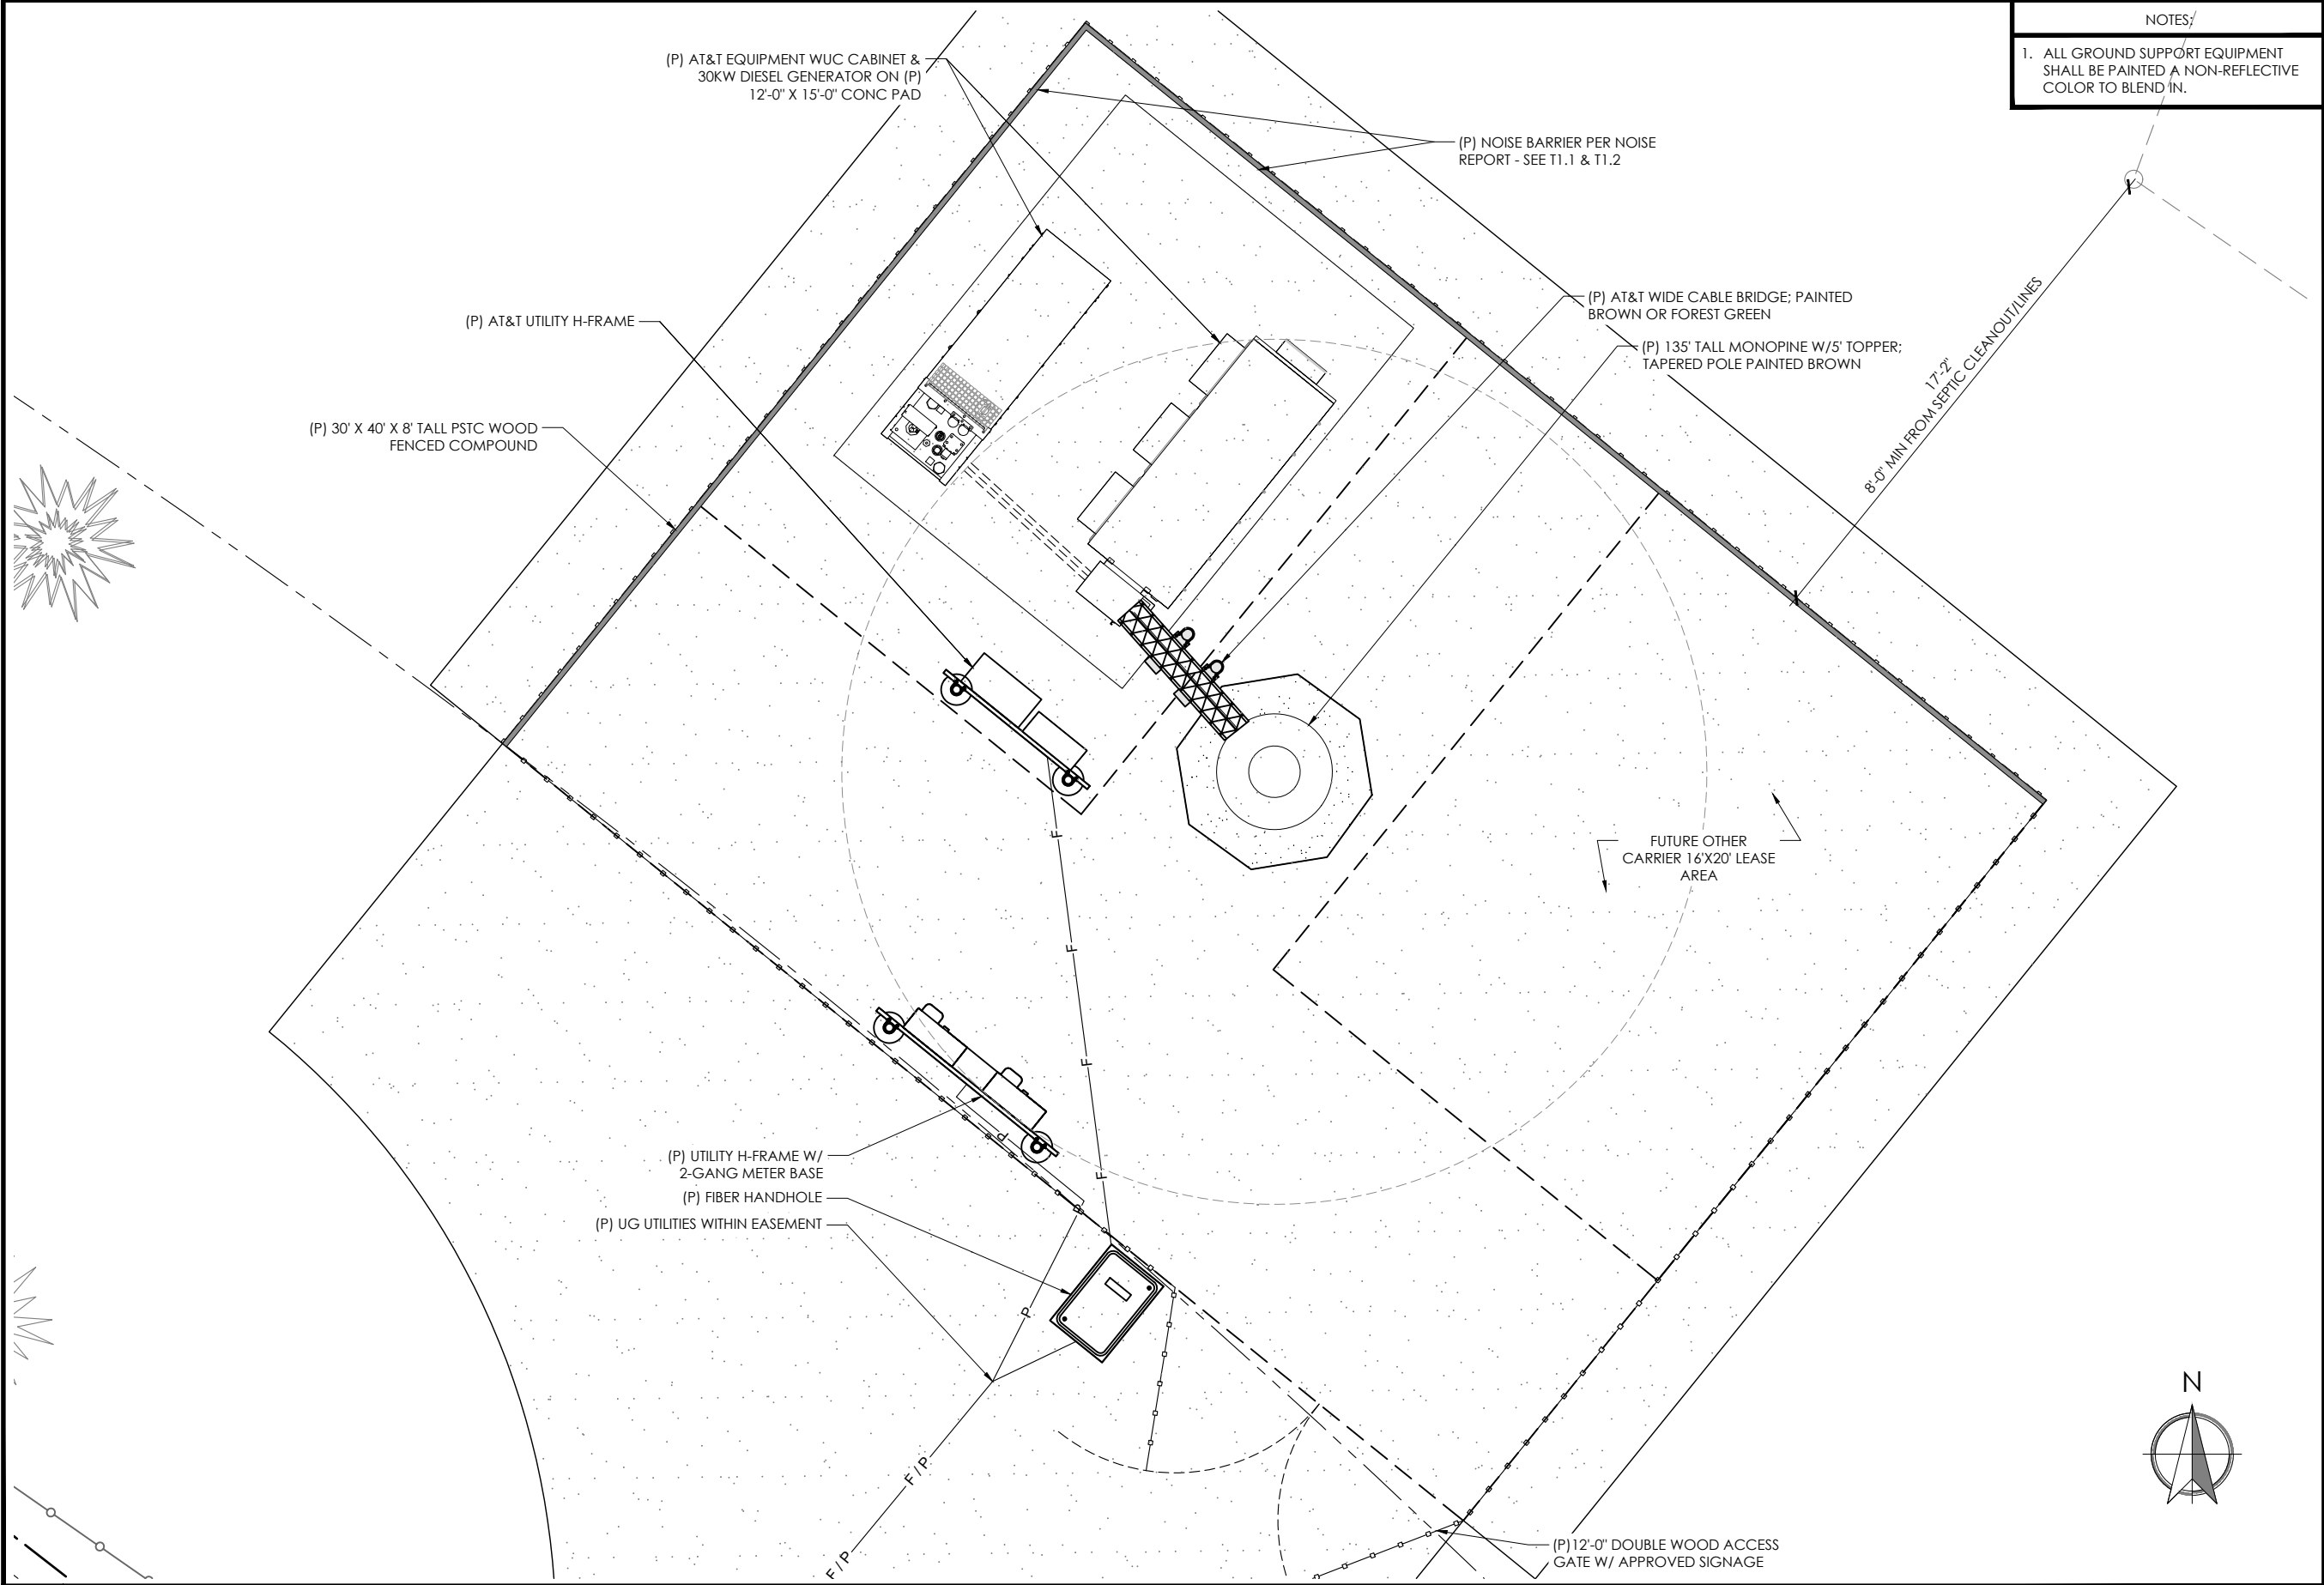 NOTES;
1. ALL GROUND SUPPORT EQUIPMENT
SHALL BE PAINTED A NON-REFLECTIVE
COLOR TO BLEND IN.
(P) AT&T EQUIPMENT WUC CABINET &
30KW DIESEL GENERATOR ON (P)
12'-0" X 15'-0" CONC PAD
(P) NOISE BARRIER PER NOISE
REPORT - SEE T1.1 & T1.2
(P) AT&T UTILITY H-FRAME
(P) AT&T WIDE CABLE BRIDGE; PAINTED
BROWN OR FOREST GREEN
(P) 135' TALL MONOPINE W/5' TOPPER;
TAPERED POLE PAINTED BROWN
17'-2"
8'-0" MIN FROM SEPTIC CLEANOUT/LINES
(P) 30' X 40' X 8' TALL PSTC WOOD
FENCED COMPOUND
FUTURE OTHER
CARRIER 16'X20' LEASE
AREA
F
F
F
F
P
(P) UTILITY H-FRAME W/
2-GANG METER BASE
(P) FIBER HANDHOLE
(P) UG UTILITIES WITHIN EASEMENT
P
F / P
F / P
N
(P)12'-0" DOUBLE WOOD ACCESS
GATE W/ APPROVED SIGNAGE